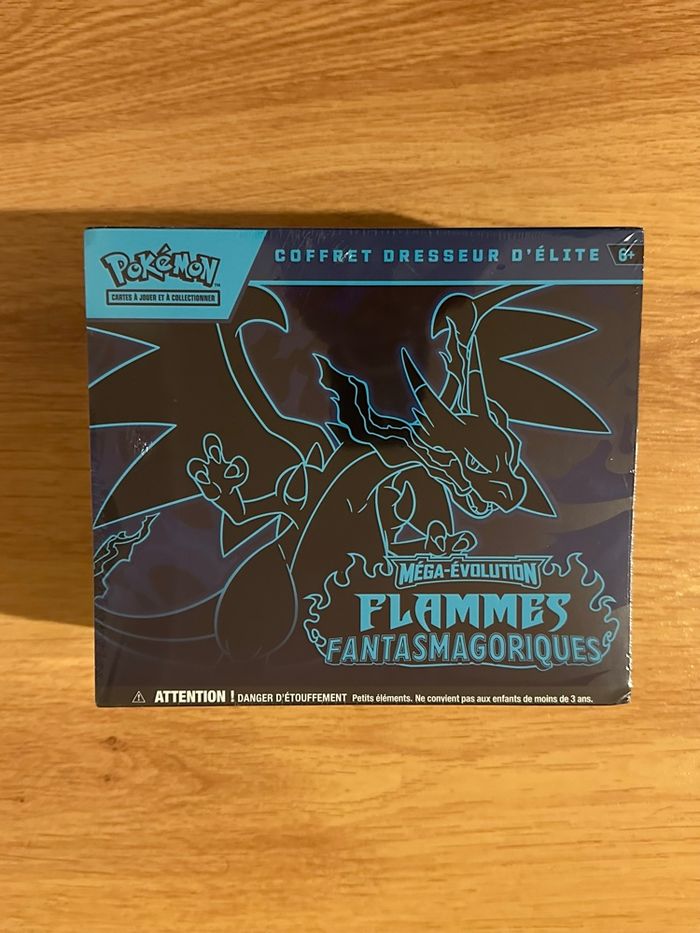 POKéMON™
CARTES À JOUER ET À COLLECTIONNER
COFFRET DRESSEUR D'ÉLITE
6+
MÉGA-ÉVOLUTION
FLAMMES
FANTASMAGORIQUES
⚠ ATTENTION ! DANGER D'ÉTOUFFEMENT Petits éléments. Ne convient pas aux enfants de moins de 3 ans.